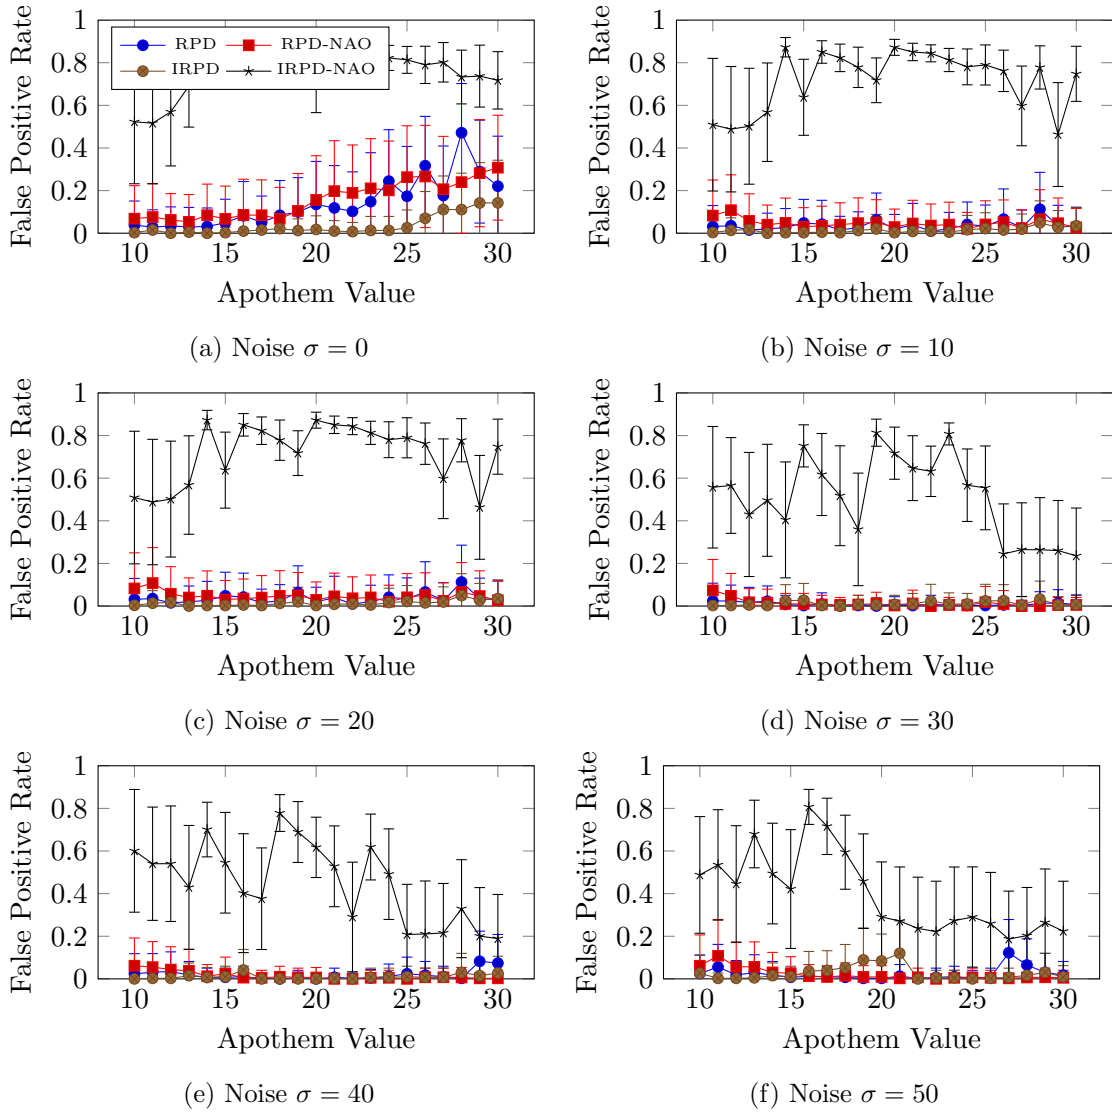 1
0.8
0.6
0.4
0.2
0
False Positive Rate
RPD
RPD-NAO
IRPD
IRPD-NAO
10 15 20 25 30
Apothem Value
(a) Noise σ = 0
1
0.8
0.6
0.4
0.2
0
False Positive Rate
10 15 20 25 30
Apothem Value
(b) Noise σ = 10
1
0.8
0.6
0.4
0.2
0
False Positive Rate
10 15 20 25 30
Apothem Value
(c) Noise σ = 20
1
0.8
0.6
0.4
0.2
0
False Positive Rate
10 15 20 25 30
Apothem Value
(d) Noise σ = 30
1
0.8
0.6
0.4
0.2
0
False Positive Rate
10 15 20 25 30
Apothem Value
(e) Noise σ = 40
1
0.8
0.6
0.4
0.2
0
False Positive Rate
10 15 20 25 30
Apothem Value
(f) Noise σ = 50